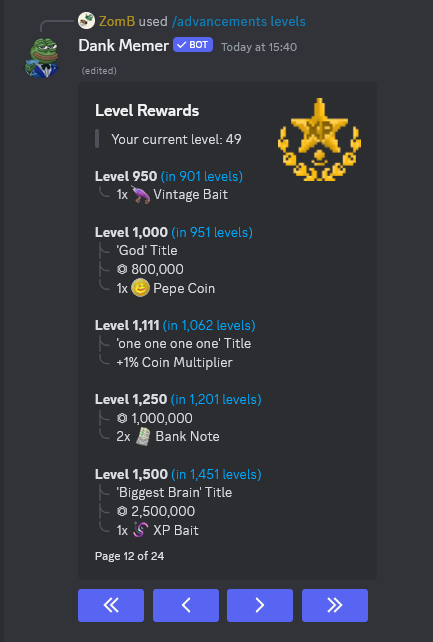 ZomB used /advancements levels
Dank Memer ✓ BOT Today at 15:40
(edited)
Level Rewards
XP
Your current level: 49
Level 950 (in 901 levels)
1x Vintage Bait
Level 1,000 (in 951 levels)
'God' Title
⏣ 800,000
1x Pepe Coin
Level 1,111 (in 1,062 levels)
'one one one one' Title
+1% Coin Multiplier
Level 1,250 (in 1,201 levels)
⏣ 1,000,000
2x Bank Note
Level 1,500 (in 1,451 levels)
'Biggest Brain' Title
⏣ 2,500,000
1x XP Bait
Page 12 of 24